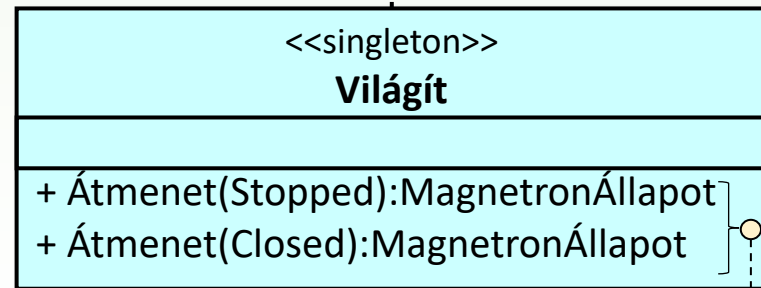 <<singleton>>
Világít
+ Átmenet(Stopped):MagnetronÁllapot
+ Átmenet(Closed):MagnetronÁllapot